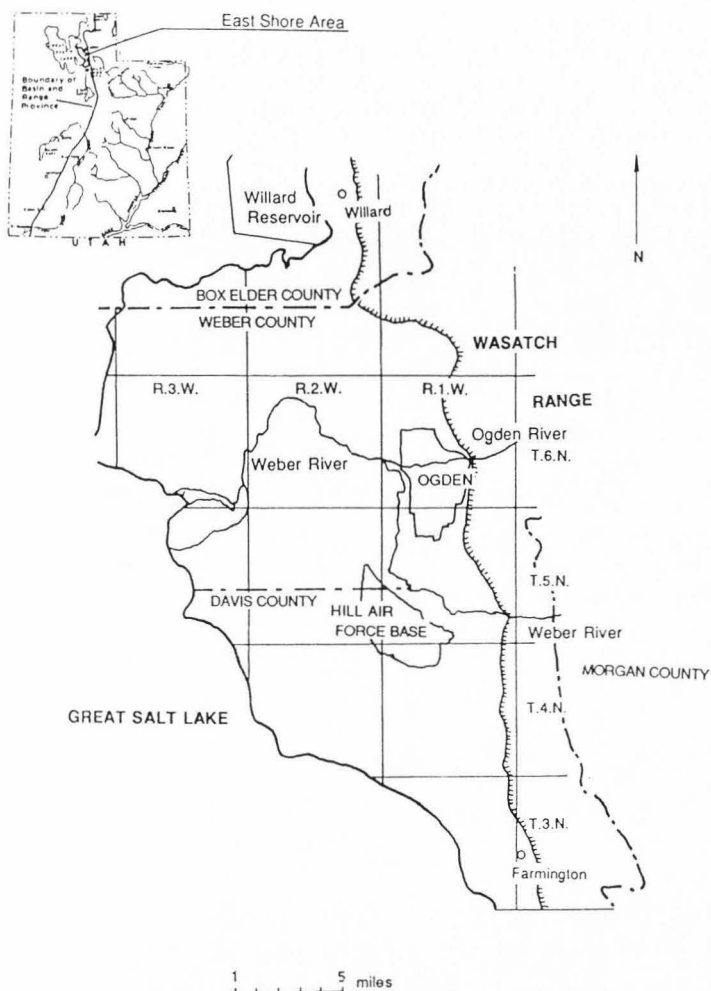 East Shore Area
Boundary of
Basin and
Range
Province
UTAH
Willard
Reservoir
Willard
N
BOX ELDER COUNTY
WEBER COUNTY
WASATCH
RANGE
R.3.W.
R.2.W.
R.1.W.
Ogden River
T.6.N.
Weber River
OGDEN
T.5.N.
DAVIS COUNTY
HILL AIR
FORCE BASE
Weber River
MORGAN COUNTY
GREAT SALT LAKE
T.4.N.
T.3.N.
Farmington
1 5 miles